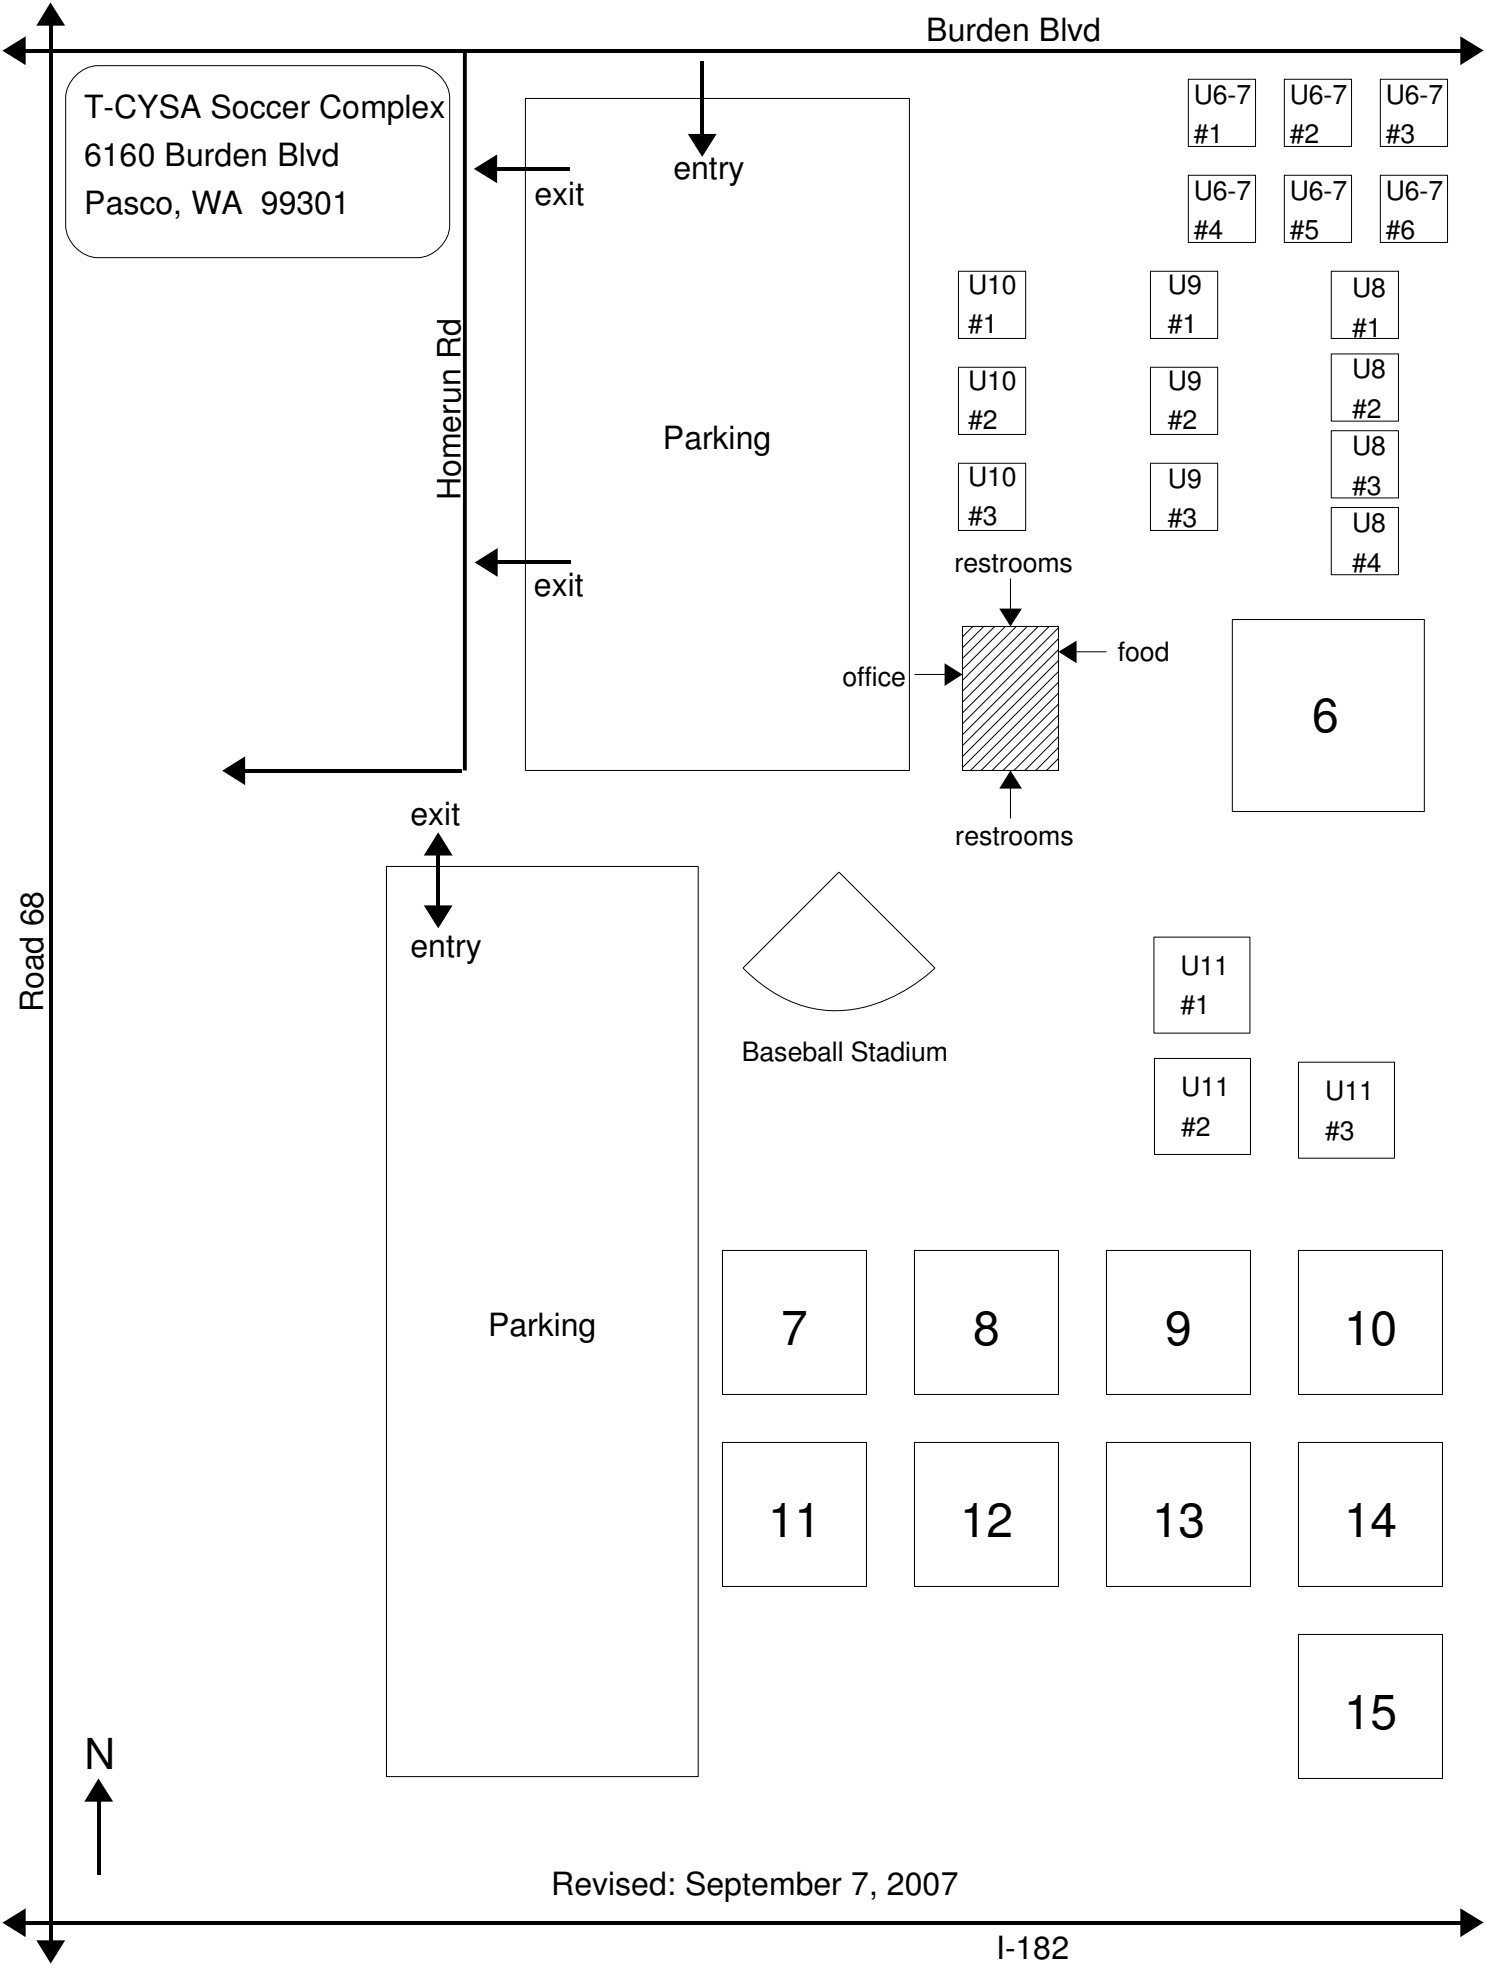 Burden Blvd
T-CYSA Soccer Complex
6160 Burden Blvd
Pasco, WA  99301
entry
exit
Homerun Rd
Parking
exit
U6-7
#1
U6-7
#2
U6-7
#3
U6-7
#4
U6-7
#5
U6-7
#6
U10
#1
U9
#1
U8
#1
U10
#2
U9
#2
U8
#2
U10
#3
U9
#3
U8
#3
U8
#4
restrooms
food
office
restrooms
6
exit
entry
Road 68
Baseball Stadium
U11
#1
U11
#2
U11
#3
Parking
7
8
9
10
11
12
13
14
15
N
Revised: September 7, 2007
I-182